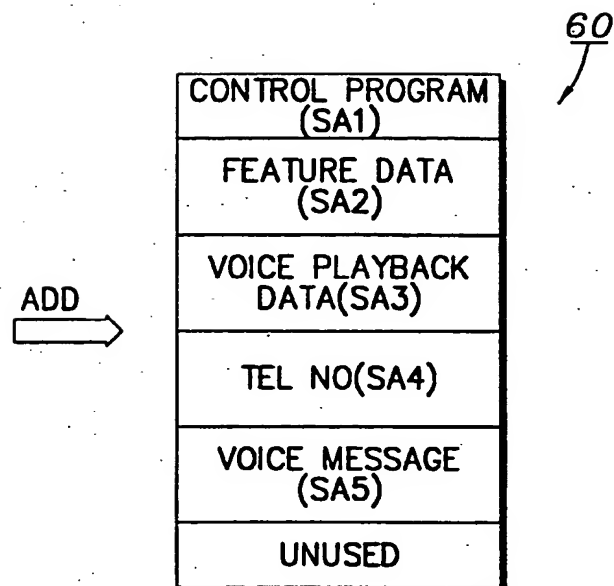 60
CONTROL PROGRAM
(SA1)
FEATURE DATA
(SA2)
VOICE PLAYBACK
DATA(SA3)
ADD
TEL NO(SA4)
VOICE MESSAGE
(SA5)
UNUSED